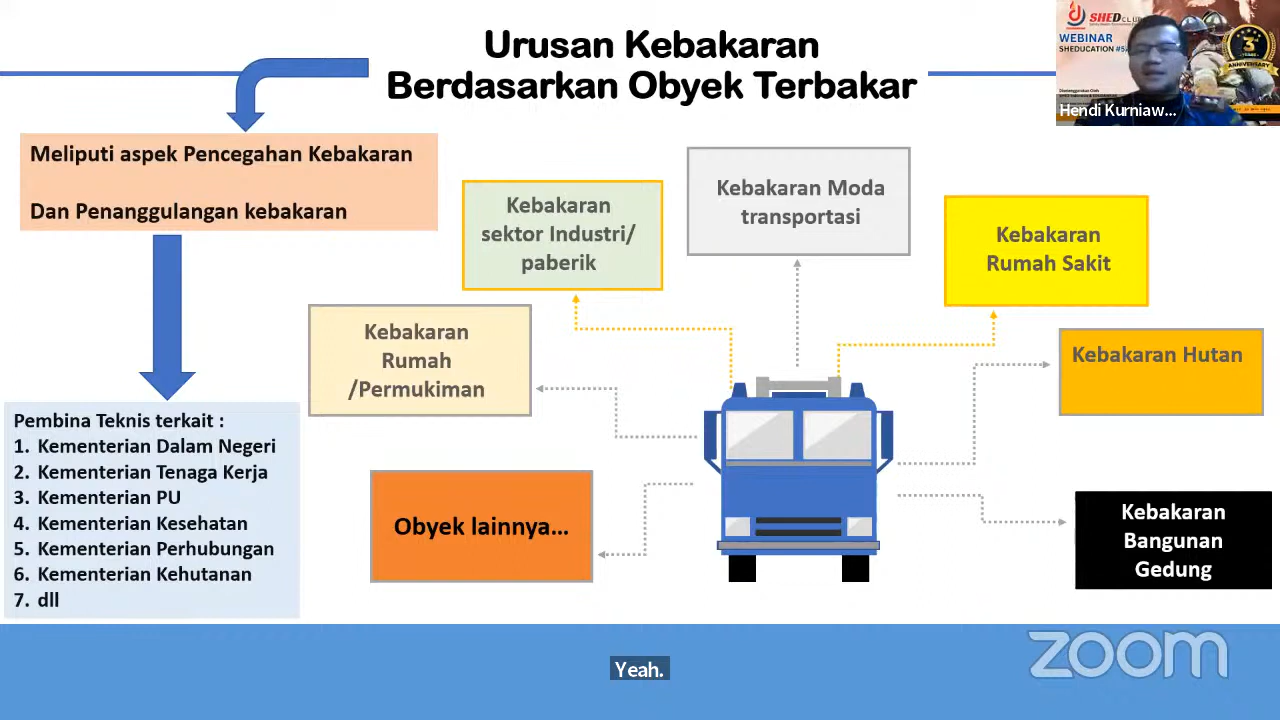 Urusan Kebakaran
Berdasarkan Obyek Terbakar
SHEDCLUB
WEBINAR
SHEDUCATION
3
ANNIVERSARY
Hendi Kurniaw...
Meliputi aspek Pencegahan Kebakaran
Dan Penanggulangan kebakaran
Kebakaran
sektor Industri/
paberik
Kebakaran Moda
transportasi
Kebakaran
Rumah Sakit
Kebakaran
Rumah
/Permukiman
Kebakaran Hutan
Pembina Teknis terkait :
1. Kementerian Dalam Negeri
2. Kementerian Tenaga Kerja
3. Kementerian PU
4. Kementerian Kesehatan
5. Kementerian Perhubungan
6. Kementerian Kehutanan
7. dll
Obyek lainnya...
Kebakaran
Bangunan
Gedung
zoom
Yeah.